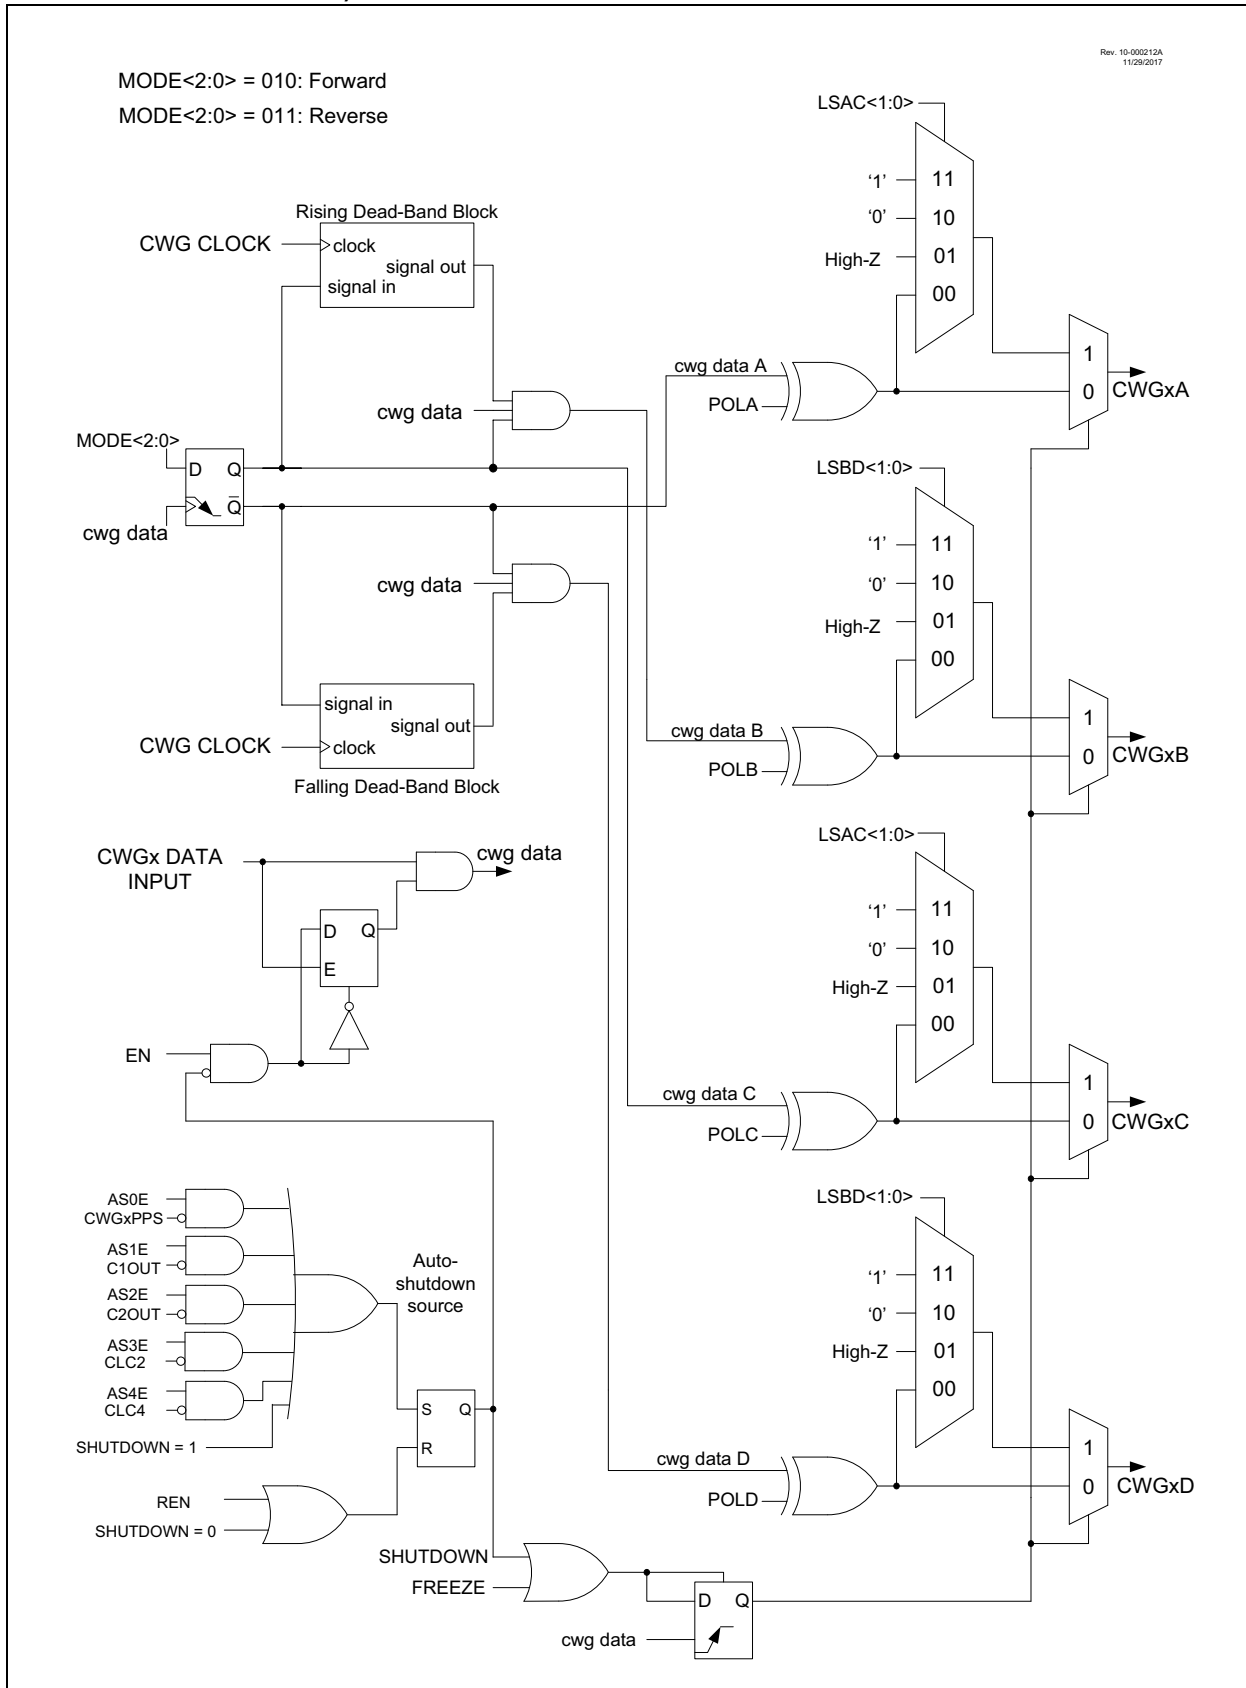 Rev. 10-000212A
11/29/2017
MODE<2:0> = 010: Forward
MODE<2:0> = 011: Reverse
LSAC<1:0>
'1'
11
'0'
10
High-Z
01
00
Rising Dead-Band Block
CWG CLOCK
clock
signal out
signal in
cwg data A
POLA
1
0
CWGxA
cwg data
MODE<2:0>
D
Q
Q̅
cwg data
cwg data
LSBD<1:0>
'1'
11
'0'
10
High-Z
01
00
signal in
signal out
CWG CLOCK
clock
Falling Dead-Band Block
cwg data B
POLB
1
0
CWGxB
CWGx DATA
INPUT
cwg data
D
Q
E
EN
LSAC<1:0>
'1'
11
'0'
10
High-Z
01
00
cwg data C
POLC
1
0
CWGxC
AS0E
CWGxPPS
AS1E
C1OUT
AS2E
C2OUT
AS3E
CLC2
AS4E
CLC4
SHUTDOWN = 1
Auto-
shutdown
source
S
Q
R
REN
SHUTDOWN = 0
LSBD<1:0>
'1'
11
'0'
10
High-Z
01
00
cwg data D
POLD
1
0
CWGxD
SHUTDOWN
FREEZE
D
Q
cwg data